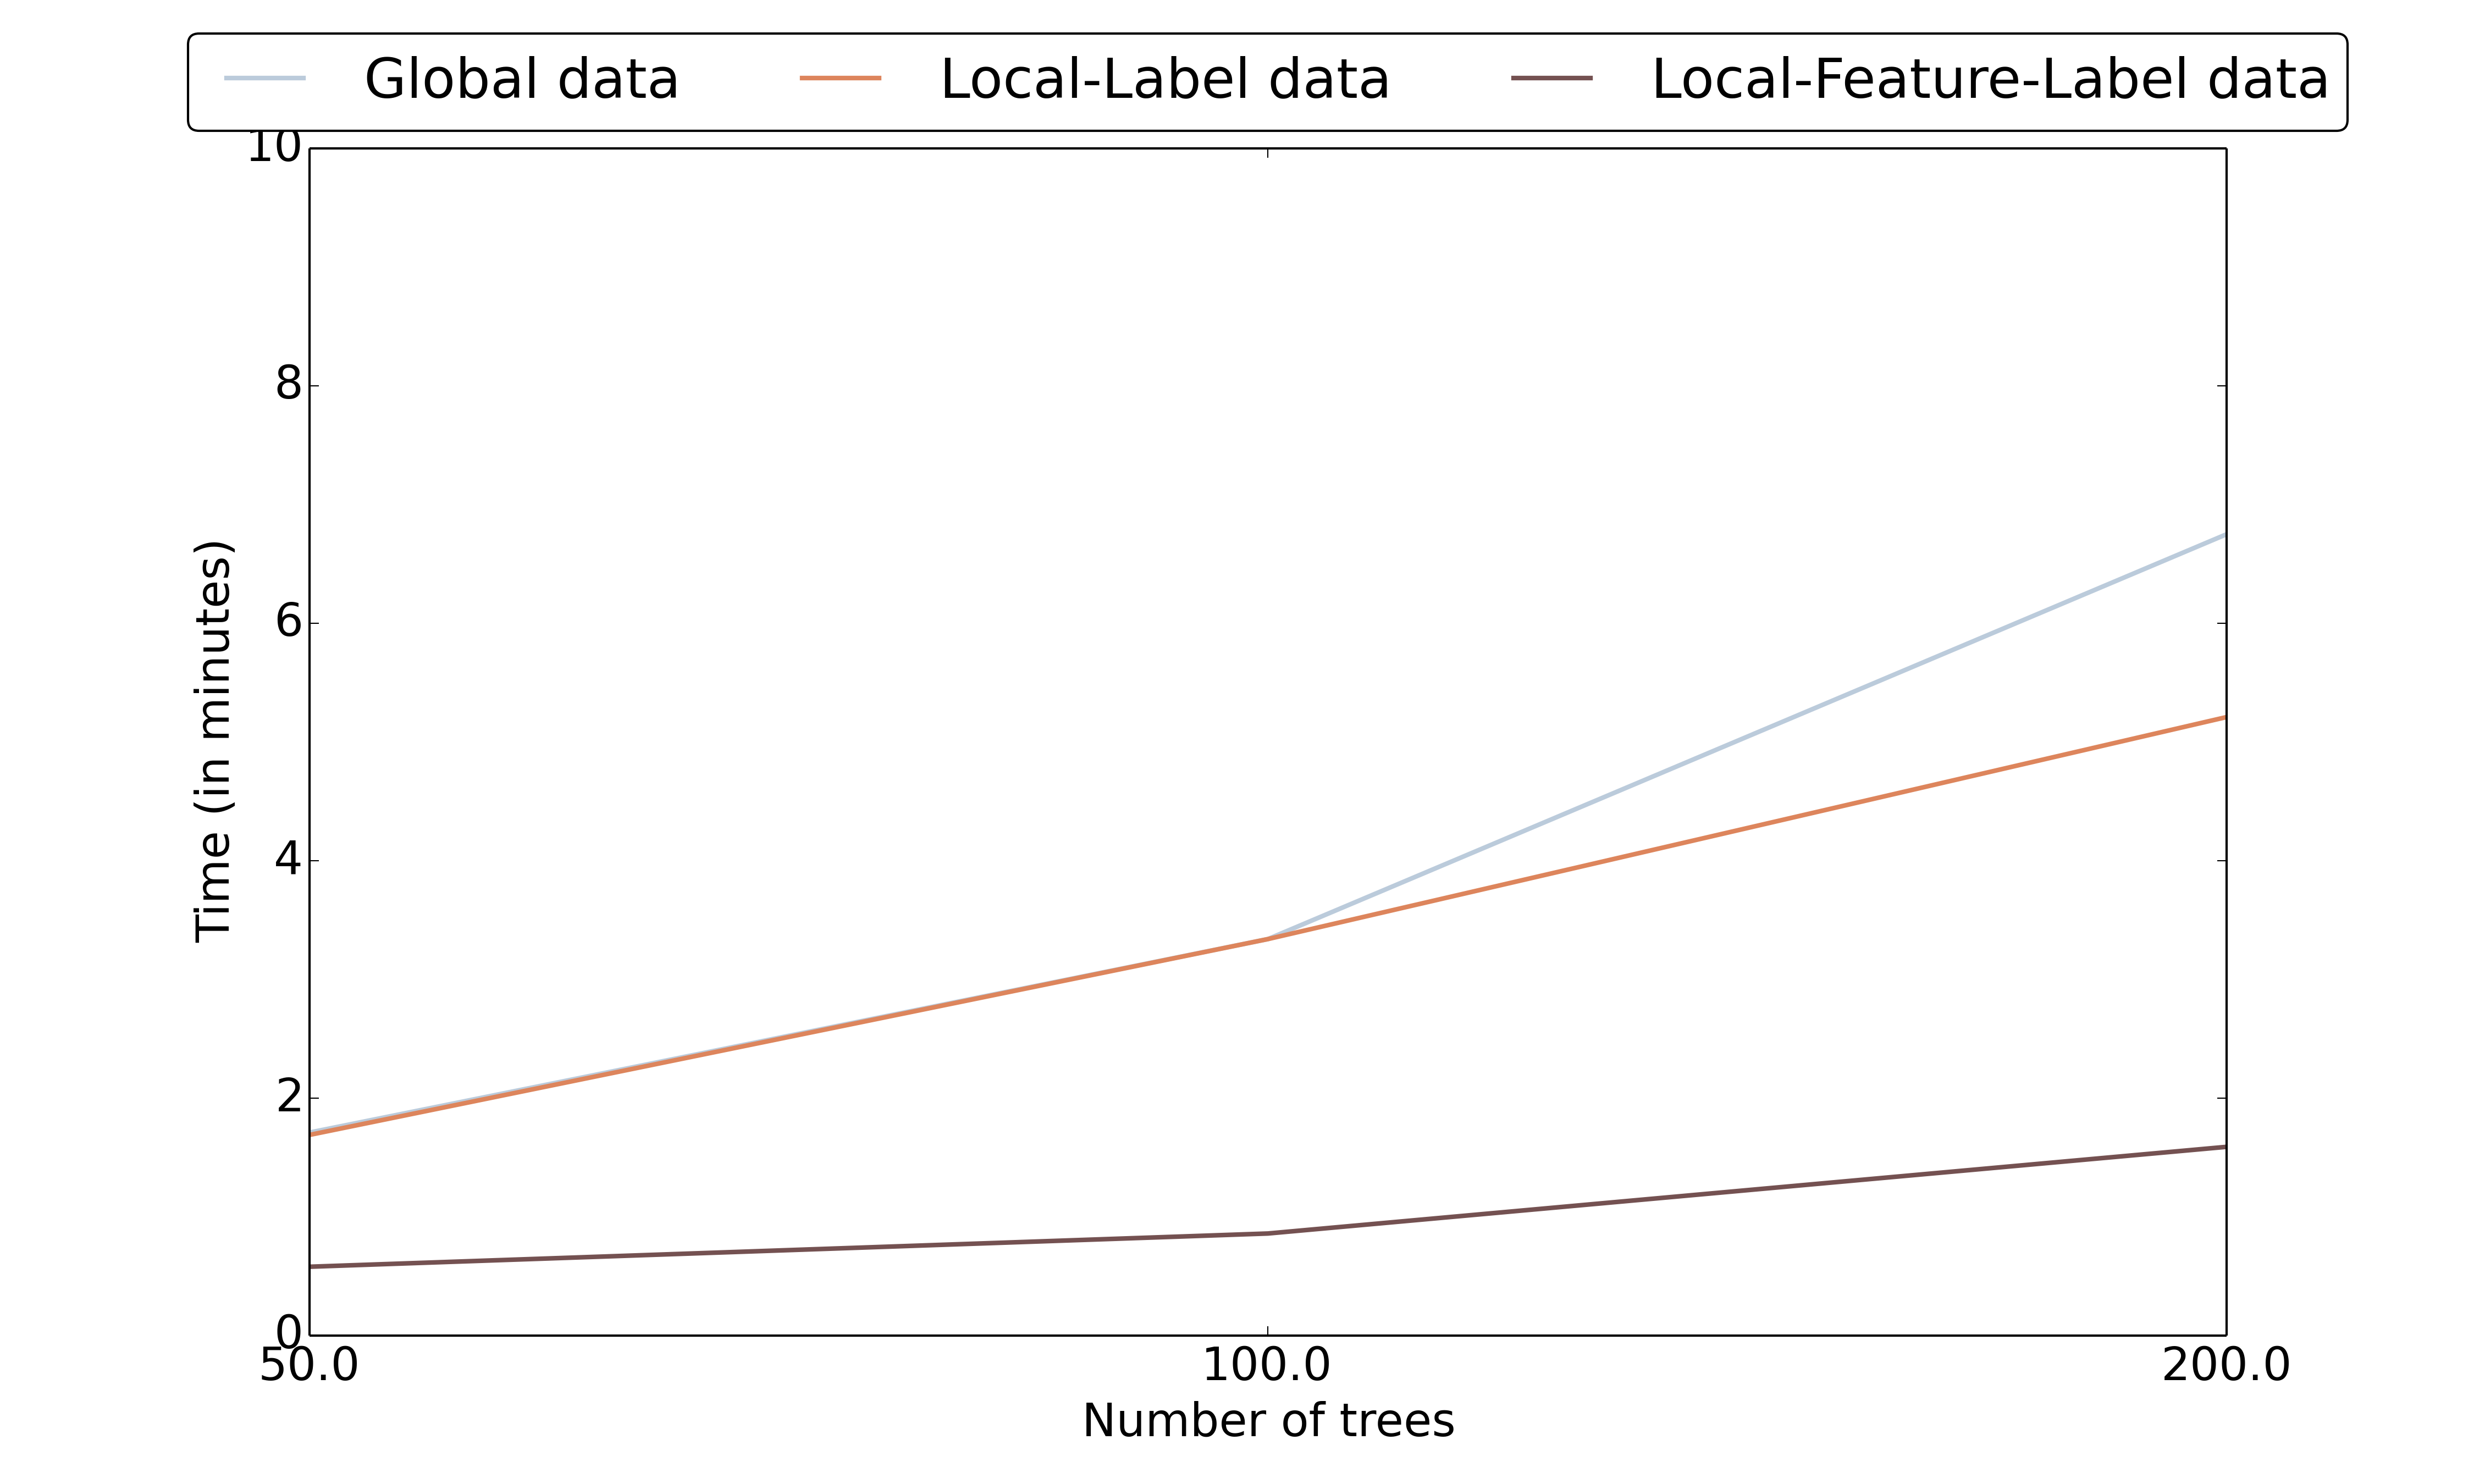 Global data Local-Label data Local-Feature-Label data
10
8
6
4
2
0
Time (in minutes)
50.0 100.0 200.0
Number of trees